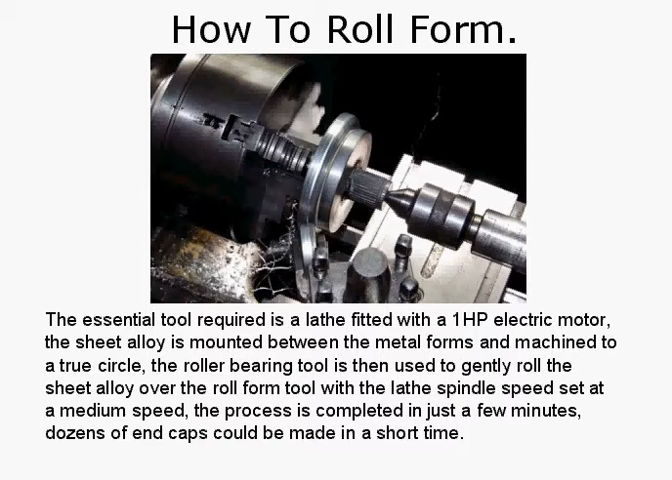 How To Roll Form.
The essential tool required is a lathe fitted with a 1HP electric motor,
the sheet alloy is mounted between the metal forms and machined to
a true circle, the roller bearing tool is then used to gently roll the
sheet alloy over the roll form tool with the lathe spindle speed set at
a medium speed, the process is completed in just a few minutes,
dozens of end caps could be made in a short time.